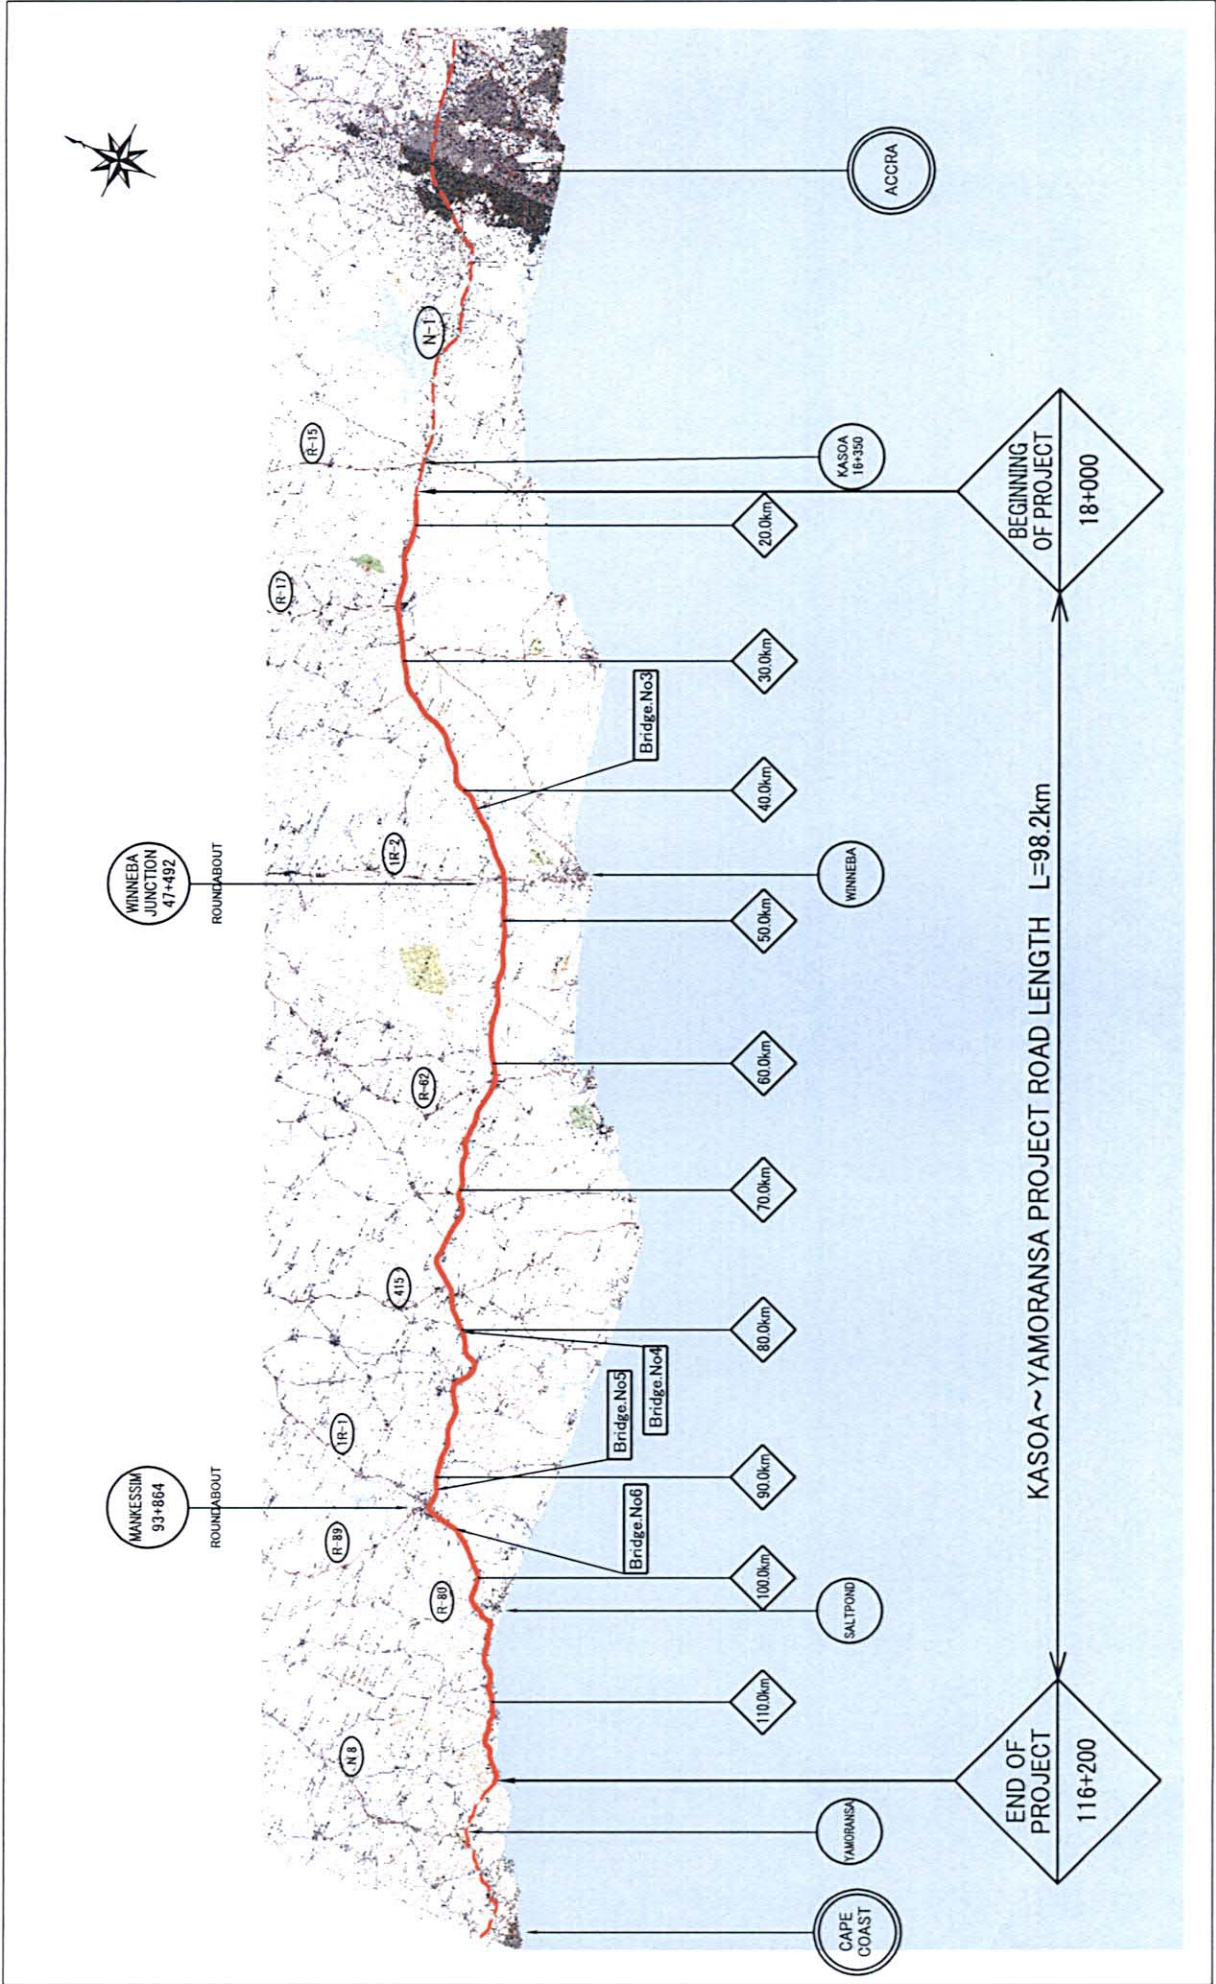 CAPE
COAST
YAMORANSA
N 8
END OF
PROJECT
116+200
110.0km
SALTPOND
R-80
100.0km
R-89
MANKESSIM
93+864
ROUNDABOUT
Bridge.No6
90.0km
1R-1
Bridge.No5
Bridge.No4
80.0km
415
70.0km
R-62
60.0km
50.0km
WINNEBA
JUNCTION
47+492
ROUNDABOUT
1R-2
WINNEBA
40.0km
Bridge.No3
30.0km
R-17
20.0km
KASOA~YAMORANSA PROJECT ROAD LENGTH L=98.2km
BEGINNING
OF PROJECT
18+000
KASOA
16+350
R-15
N-1
ACCRA